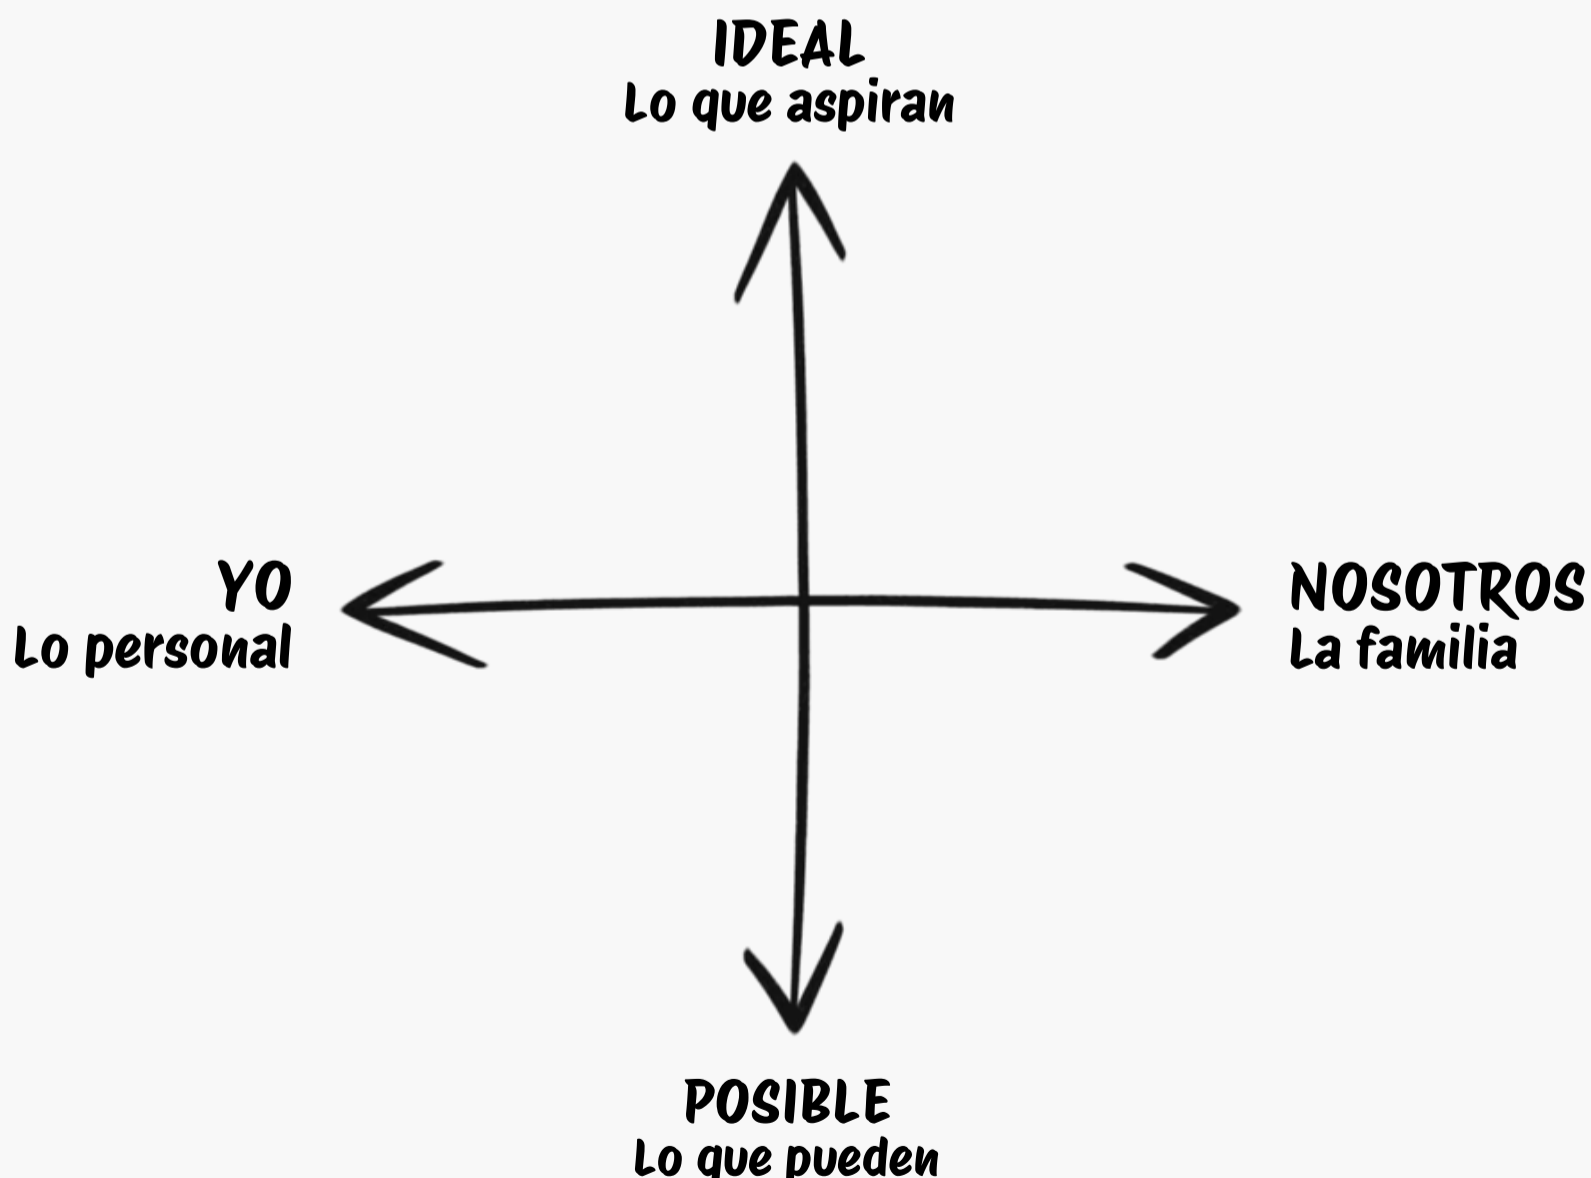 IDEAL
Lo que aspiran
YO
Lo personal
NOSOTROS
La familia
POSIBLE
Lo que pueden